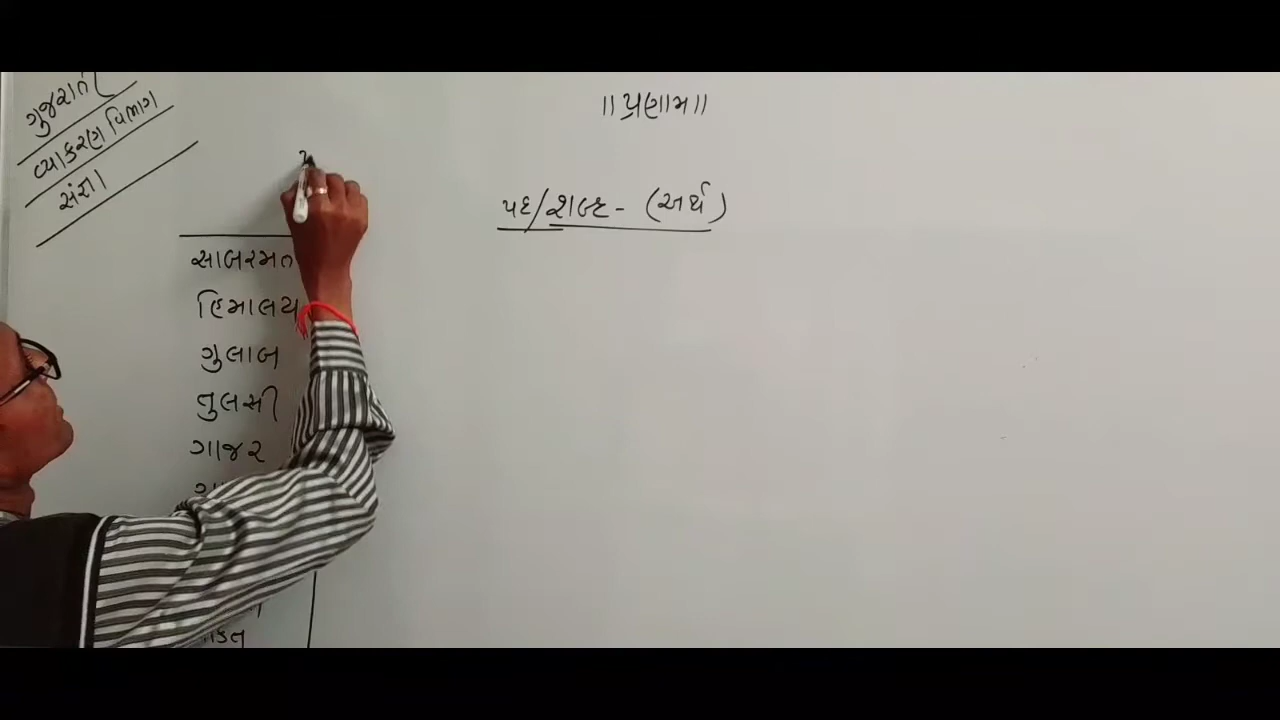 ગુજરાતી
વ્યાકરણ વિભાગ
સંજ્ઞા
॥ પ્રણામ ॥
પદ/શબ્દ - (અર્થ)
સાબરમત
હિમાલય
ગુલાબ
તુલસી
ગાજર